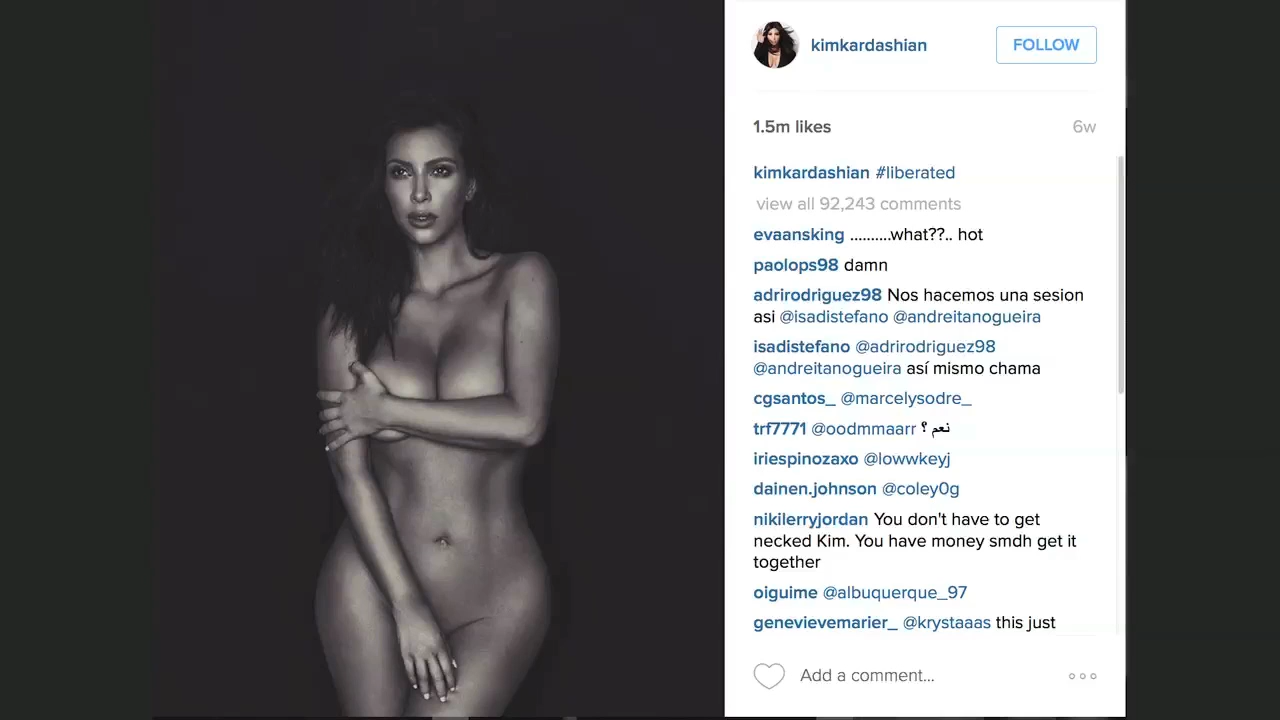 kimkardashian
FOLLOW
1.5m likes
6w
kimkardashian #liberated
view all 92,243 comments
evaansking ..........what??.. hot
paolops98 damn
adrirodriguez98 Nos hacemos una sesion
asi @isadistefano @andreitanogueira
isadistefano @adrirodriguez98
@andreitanogueira así mismo chama
cgsantos_ @marcelysodre_
trf7771 @oodmmaarr نعم ؟
iriespinozaxo @lowwkeyj
dainen.johnson @coley0g
nikilerryjordan You don't have to get
necked Kim. You have money smdh get it
together
oiguime @albuquerque_97
genevievemarier_ @krystaaas this just
Add a comment...